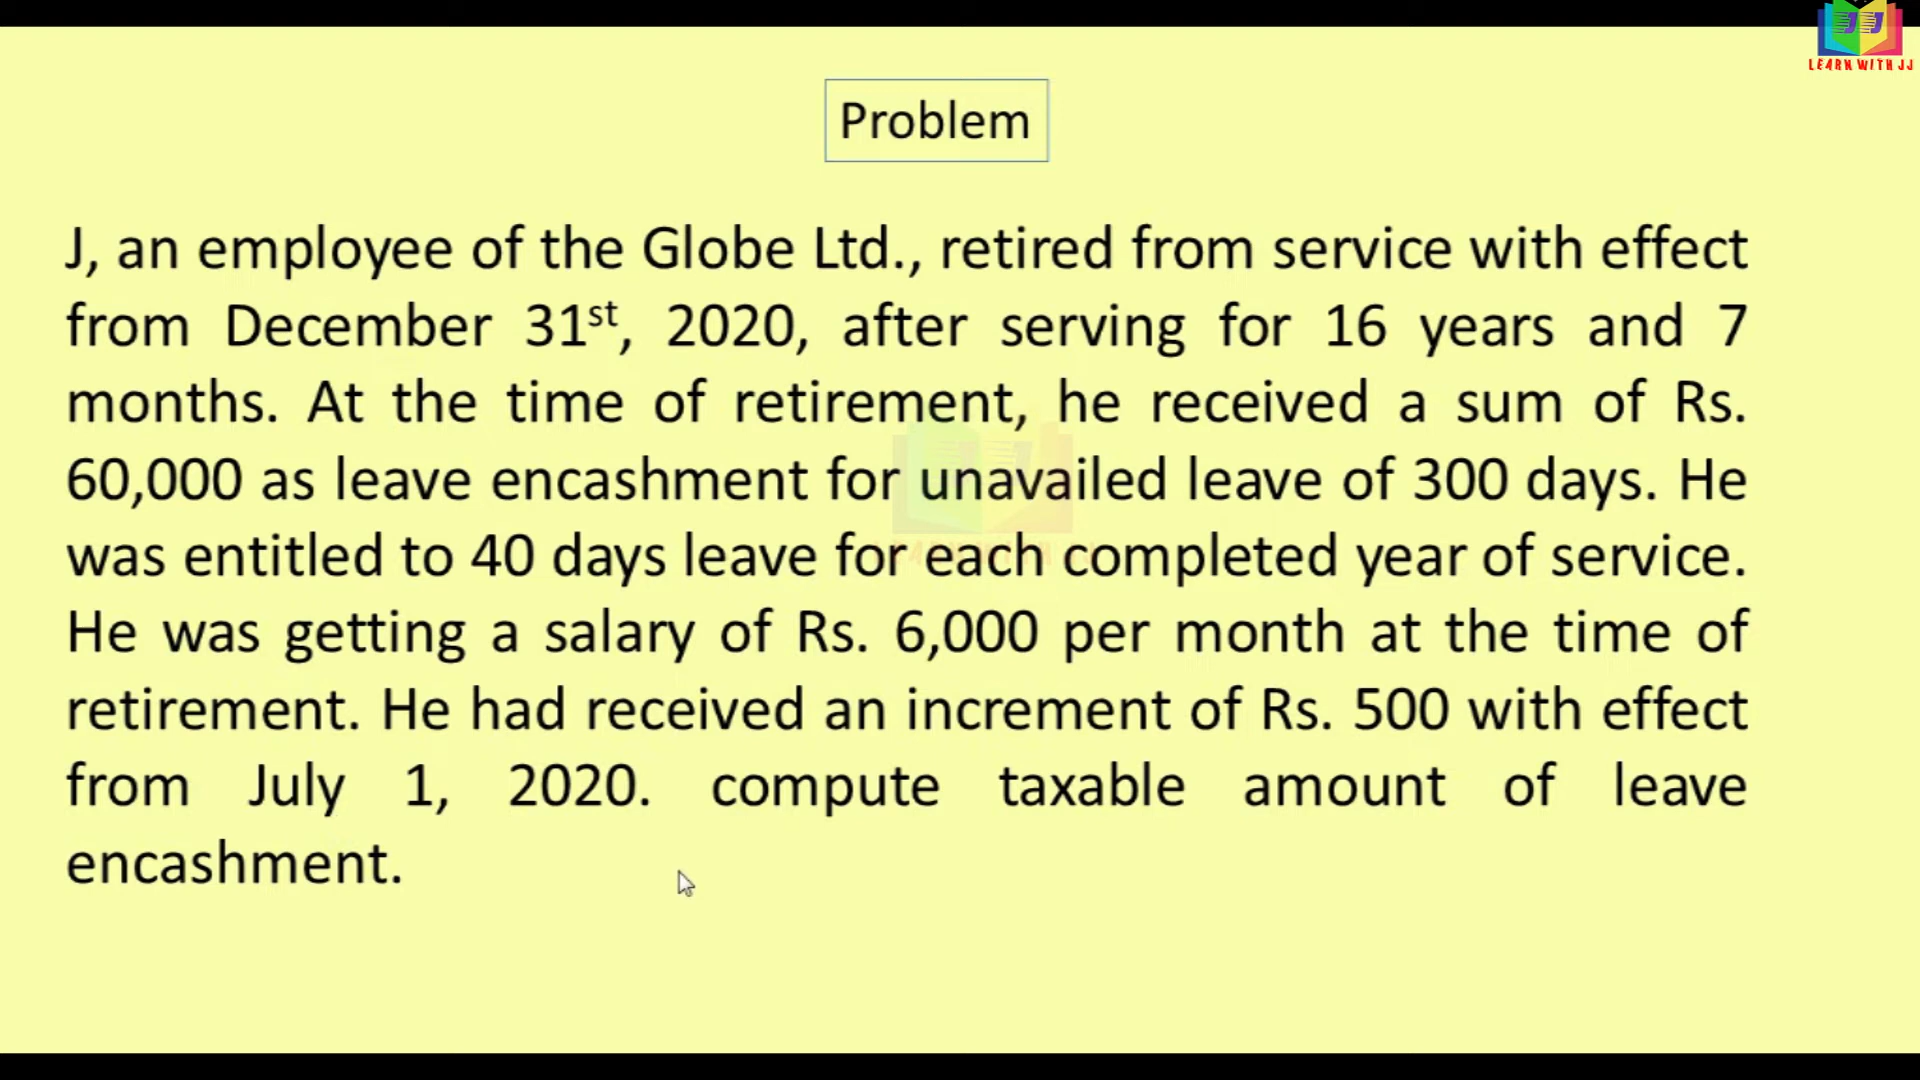 LEARN WITH JJ
Problem
J, an employee of the Globe Ltd., retired from service with effect
from December 31st, 2020, after serving for 16 years and 7
months. At the time of retirement, he received a sum of Rs.
60,000 as leave encashment for unavailed leave of 300 days. He
was entitled to 40 days leave for each completed year of service.
He was getting a salary of Rs. 6,000 per month at the time of
retirement. He had received an increment of Rs. 500 with effect
from July 1, 2020. compute taxable amount of leave
encashment.
LEARN WITH JJ